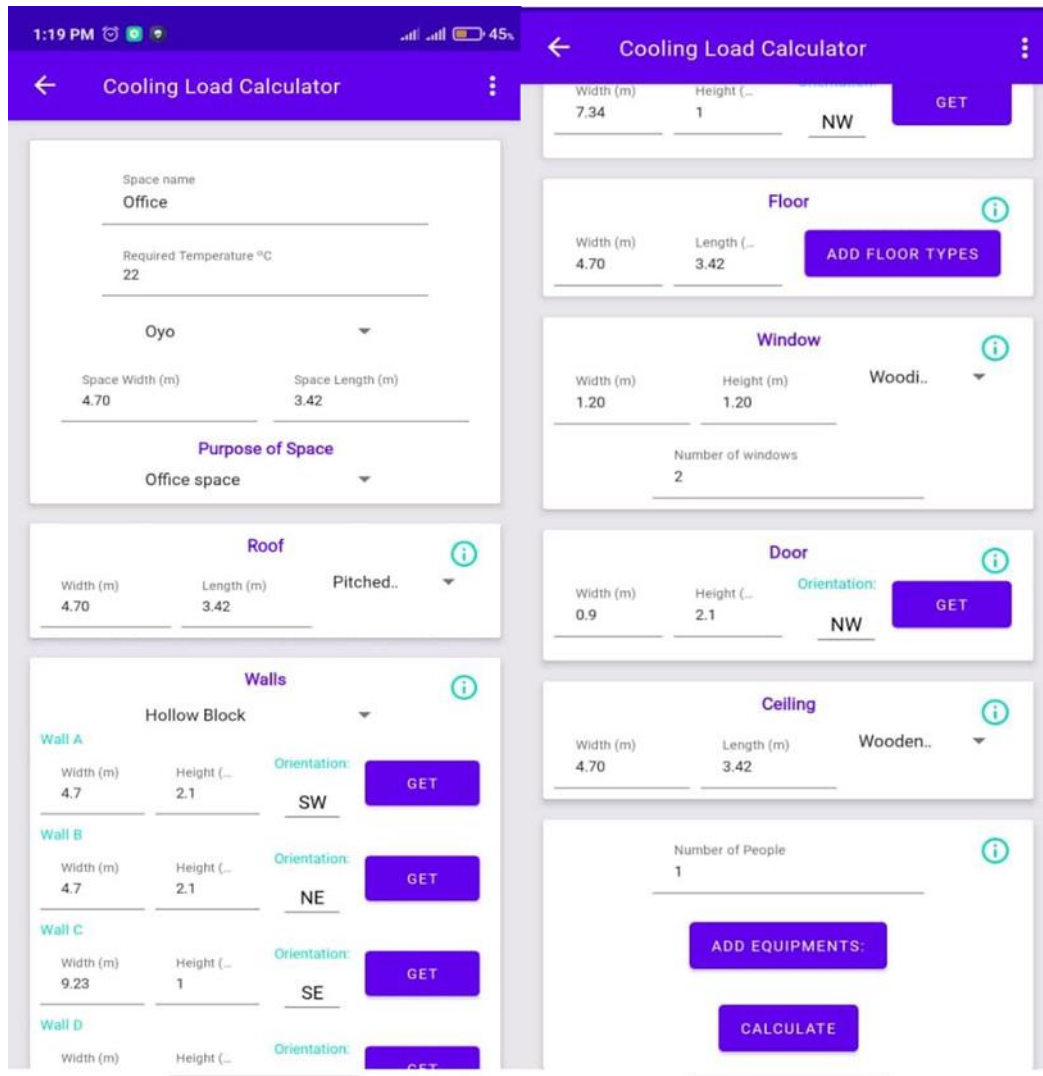 1:19 PM
45%
Cooling Load Calculator
Space name
Office
Required Temperature ºC
22
Oyo
Space Width (m) Space Length (m)
4.70 3.42
Purpose of Space
Office space
Roof
Width (m) Length (m) Pitched..
4.70 3.42
Walls
Hollow Block
Wall A
Width (m) Height (... Orientation: GET
4.7 2.1 SW
Wall B
Width (m) Height (... Orientation: GET
4.7 2.1 NE
Wall C
Width (m) Height (... Orientation: GET
9.23 1 SE
Wall D
Width (m) Height (... Orientation: GET
Cooling Load Calculator
Width (m) Height (... Orientation: GET
7.34 1 NW
Floor
Width (m) Length (... ADD FLOOR TYPES
4.70 3.42
Window
Width (m) Height (m) Woodi..
1.20 1.20
Number of windows
2
Door
Width (m) Height (... Orientation: GET
0.9 2.1 NW
Ceiling
Width (m) Length (m) Wooden..
4.70 3.42
Number of People
1
ADD EQUIPMENTS:
CALCULATE